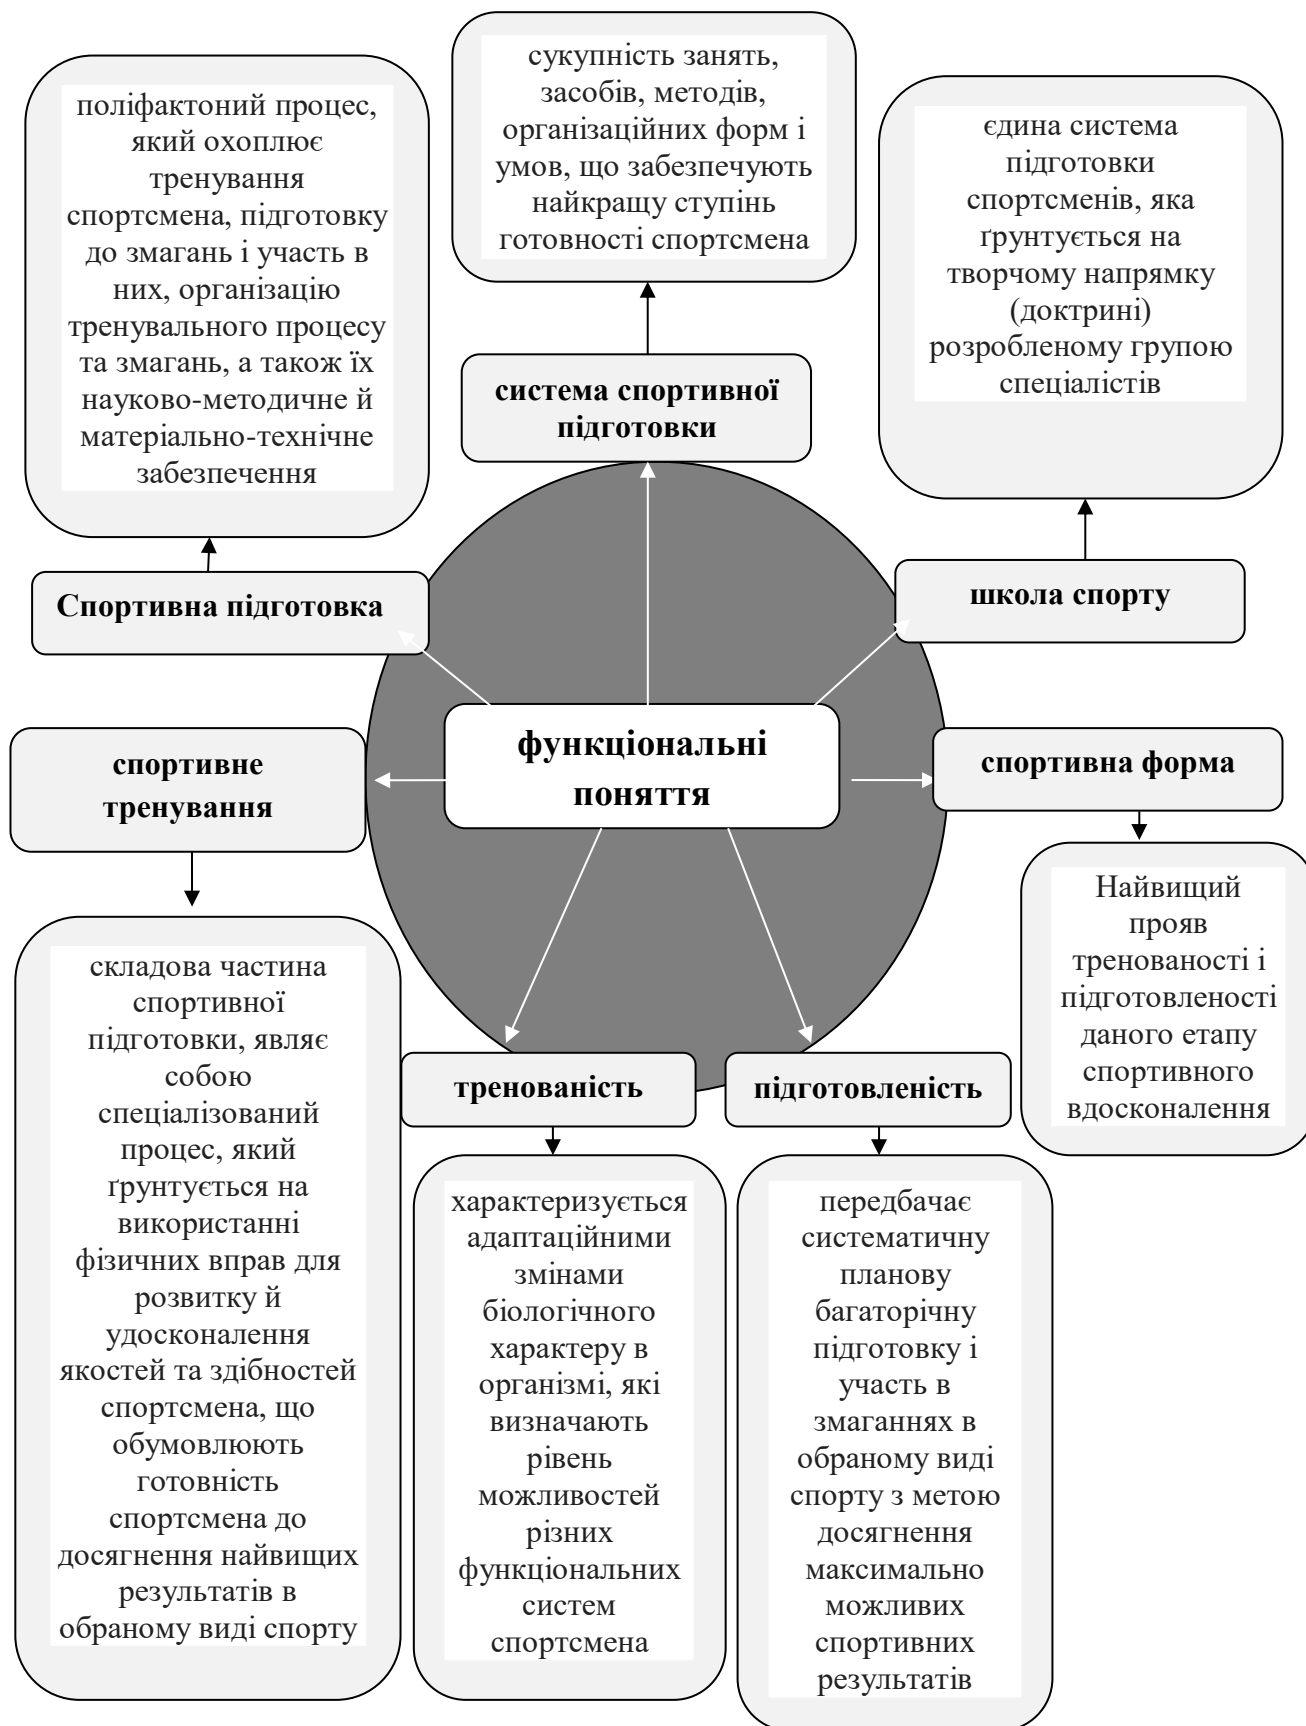 поліфактоний процес,
який охоплює
тренування
спортсмена, підготовку
до змагань і участь в
них, організацію
тренувального процесу
та змагань, а також їх
науково-методичне й
матеріально-технічне
забезпечення
сукупність занять,
засобів, методів,
організаційних форм і
умов, що забезпечують
найкращу ступінь
готовності спортсмена
єдина система
підготовки
спортсменів, яка
ґрунтується на
творчому напрямку
(доктрині)
розробленому групою
спеціалістів
система спортивної
підготовки
Спортивна підготовка
школа спорту
функціональні
поняття
спортивне
тренування
спортивна форма
складова частина
спортивної
підготовки, являє
собою
спеціалізований
процес, який
ґрунтується на
використанні
фізичних вправ для
розвитку й
удосконалення
якостей та здібностей
спортсмена, що
обумовлюють
готовність
спортсмена до
досягнення найвищих
результатів в
обраному виді спорту
Найвищий
прояв
тренованості і
підготовленості
даного етапу
спортивного
вдосконалення
тренованість
підготовленість
характеризується
адаптаційними
змінами
біологічного
характеру в
організмі, які
визначають
рівень
можливостей
різних
функціональних
систем
спортсмена
передбачає
систематичну
планову
багаторічну
підготовку і
участь в
змаганнях в
обраному виді
спорту з метою
досягнення
максимально
можливих
спортивних
результатів